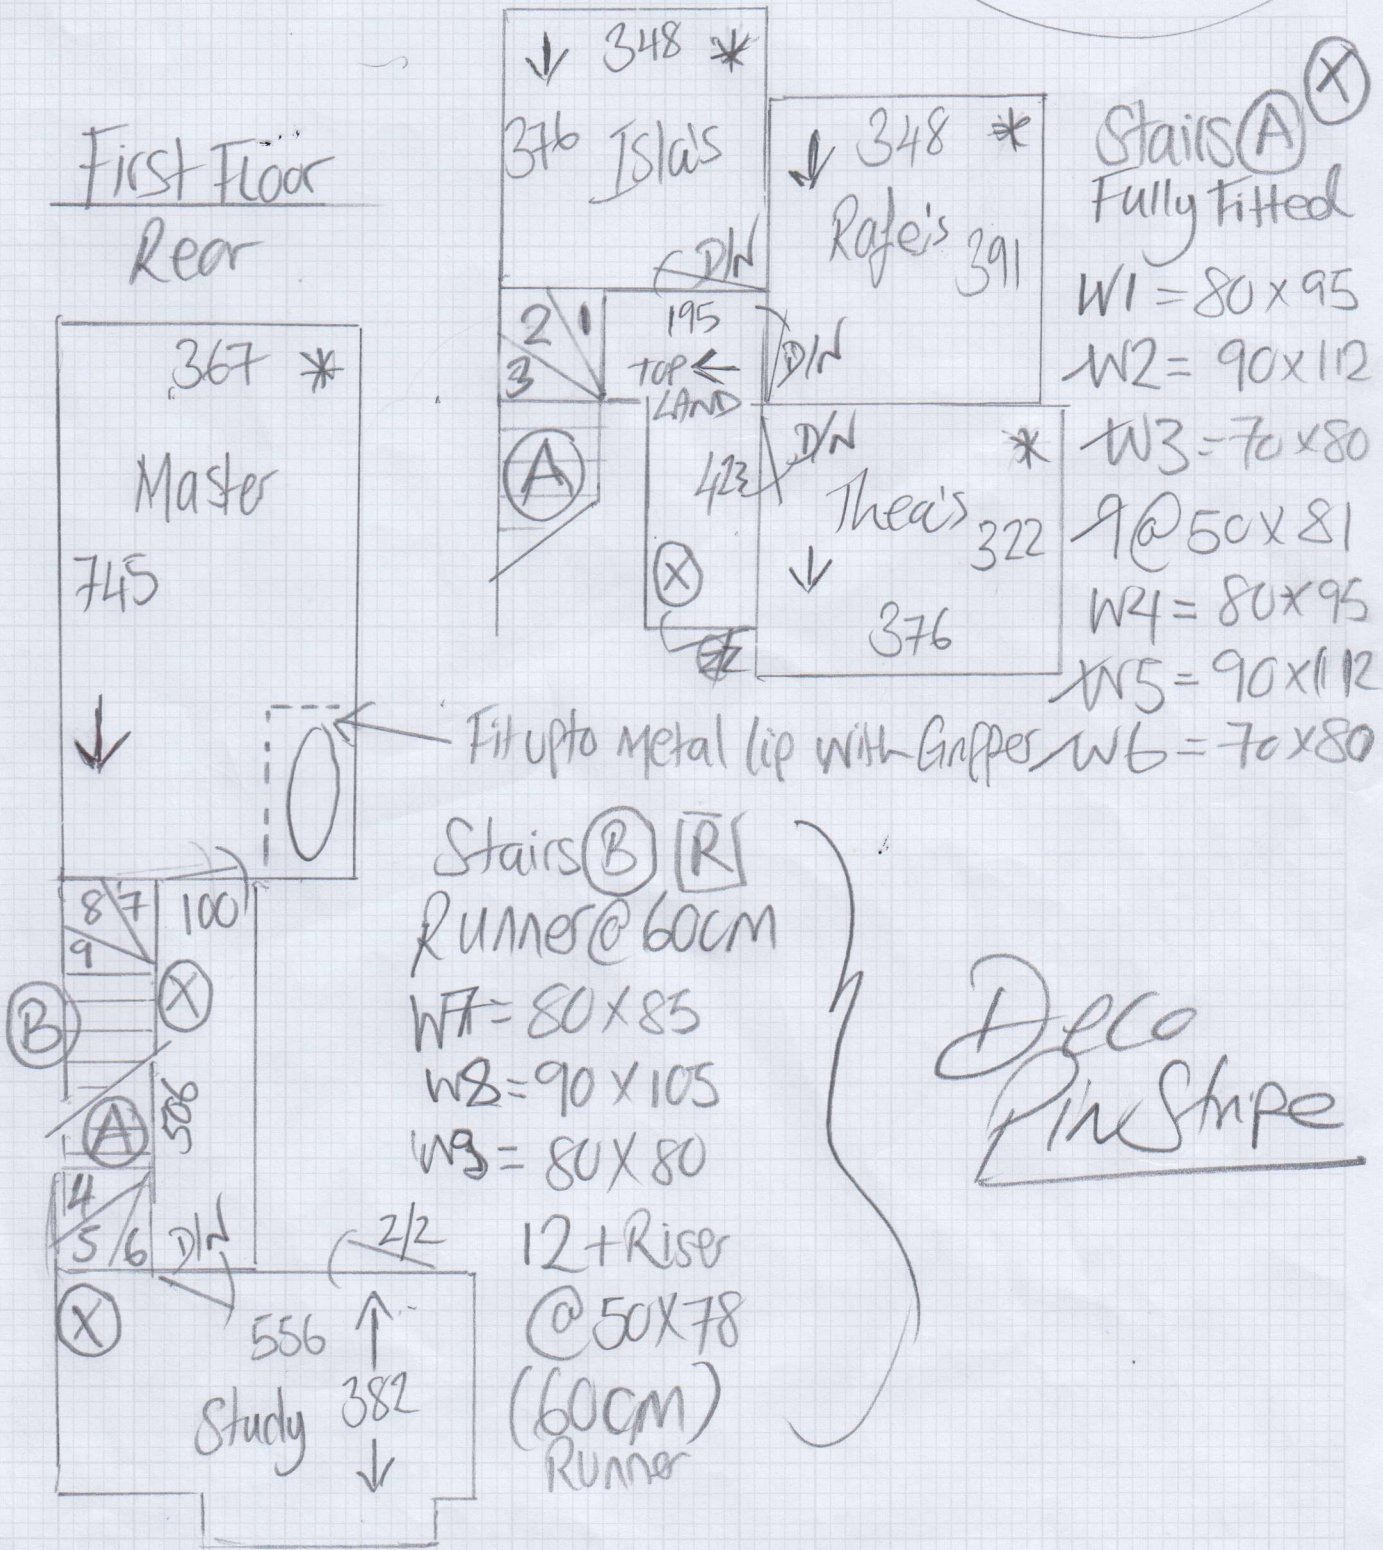 First Floor
Rear
↓ 348 *
376 Isla's
D/N
↓ 348 *
Rafe's
391
D/N
2 1
3
195
TOP ←
LAND
A
423
X
D/N *
Thea's
322
↓
376
Stairs A X
Fully Fitted
W1 = 80 x 95
W2 = 90 x 112
W3 = 70 x 80
9 @ 50 x 81
W4 = 80 x 95
W5 = 90 x 112
W6 = 70 x 80
367 *
Master
745
↓
Fit upto Metal lip with Gripper
8 7
9
100
X
B
A
506
4
5 6
D/N
2/2
X
556 ↑
Study 382
↓
Stairs B R
Runner @ 60cm
W7 = 80 x 85
W8 = 90 x 105
W9 = 80 x 80
12 + Riser
@ 50 x 78
(60cm)
Runner
Deco
PinStripe